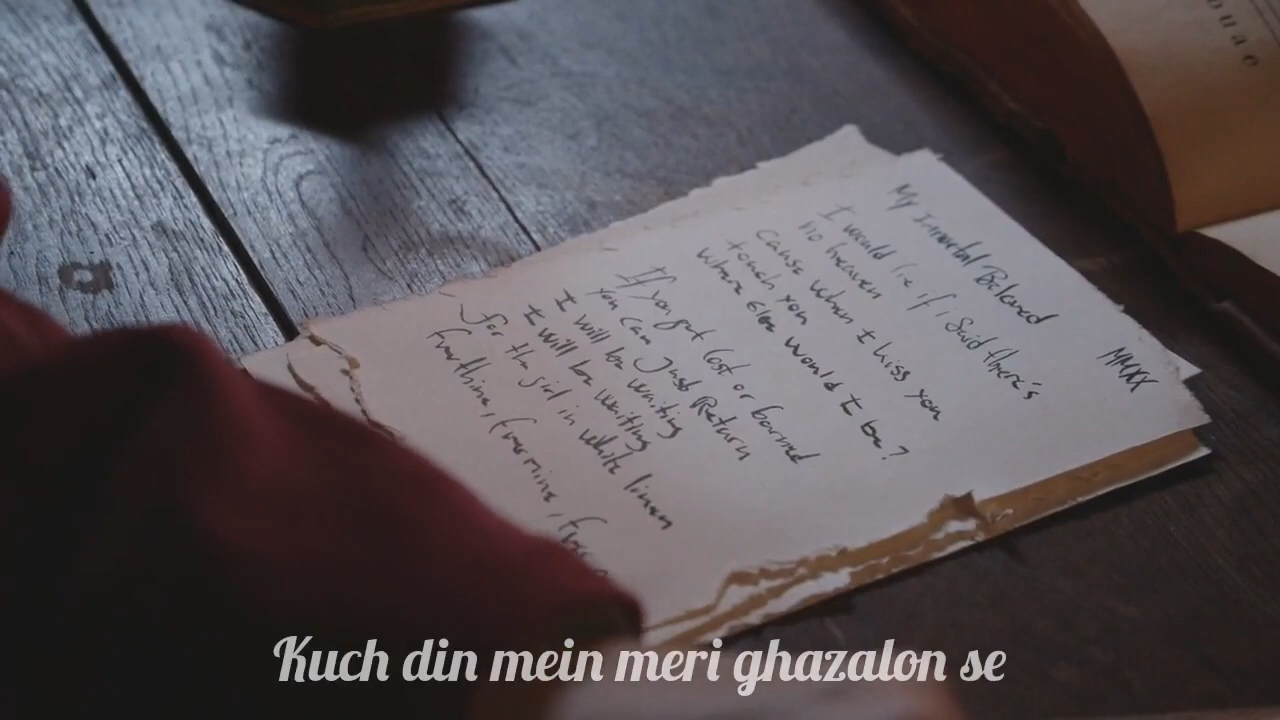 ouae
My Immortal Beloved
MMXX
I would lie if i said there's
no heaven
cause when I kiss you
touch you
where else would I be?
If you get lost or burned
you can just Return
I will be waiting
I will be waiting
for the girl in white linen
Kuch din mein meri ghazalon se